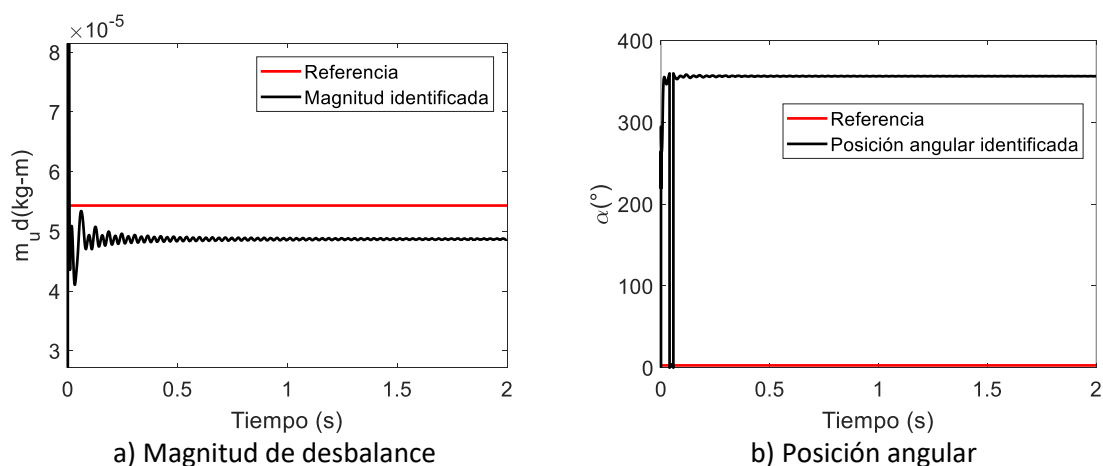 ×10⁻⁵
8
7
6
5
4
3
m_u d(kg-m)
Referencia
Magnitud identificada
0
0.5
1
1.5
2
Tiempo (s)
a) Magnitud de desbalance
400
300
200
100
0
α(°)
Referencia
Posición angular identificada
0
0.5
1
1.5
2
Tiempo (s)
b) Posición angular